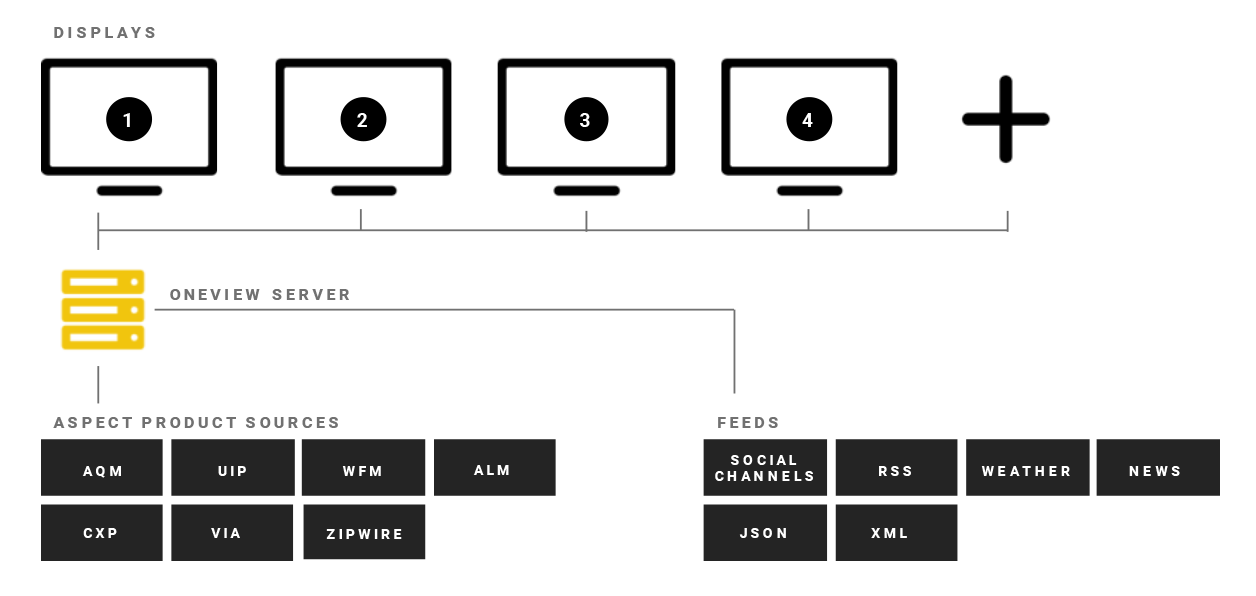 DISPLAYS
1
2
3
4
ONEVIEW SERVER
ASPECT PRODUCT SOURCES
AQM
UIP
WFM
ALM
CXP
VIA
ZIPWIRE
FEEDS
SOCIAL
CHANNELS
RSS
WEATHER
NEWS
JSON
XML